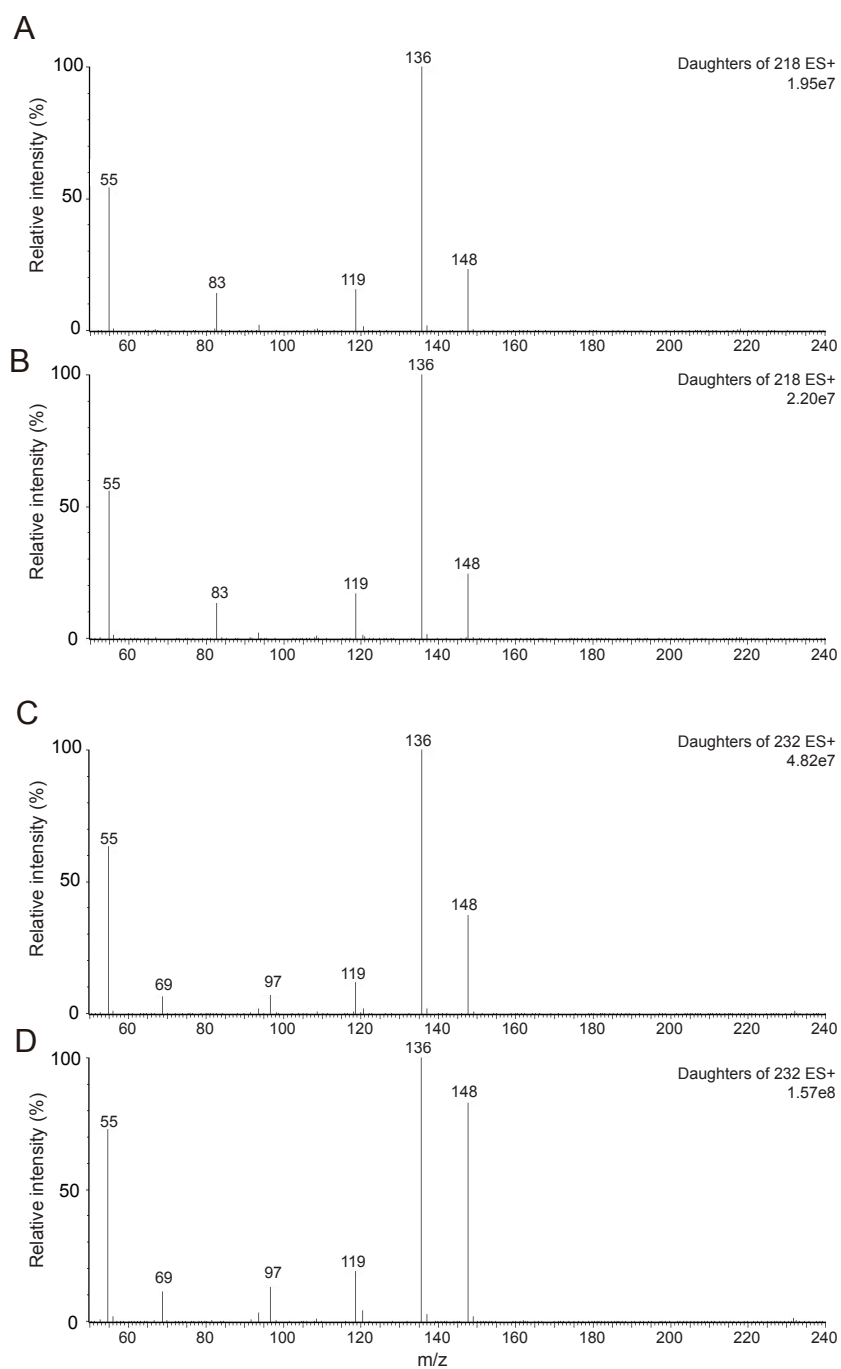 A
Relative intensity (%)
100
50
0
55
83
119
136
148
Daughters of 218 ES+
1.95e7
60 80 100 120 140 160 180 200 220 240
B
Relative intensity (%)
100
50
0
55
83
119
136
148
Daughters of 218 ES+
2.20e7
60 80 100 120 140 160 180 200 220 240
C
Relative intensity (%)
100
50
0
55
69
97
119
136
148
Daughters of 232 ES+
4.82e7
60 80 100 120 140 160 180 200 220 240
D
Relative intensity (%)
100
50
0
55
69
97
119
136
148
Daughters of 232 ES+
1.57e8
60 80 100 120 140 160 180 200 220 240
m/z